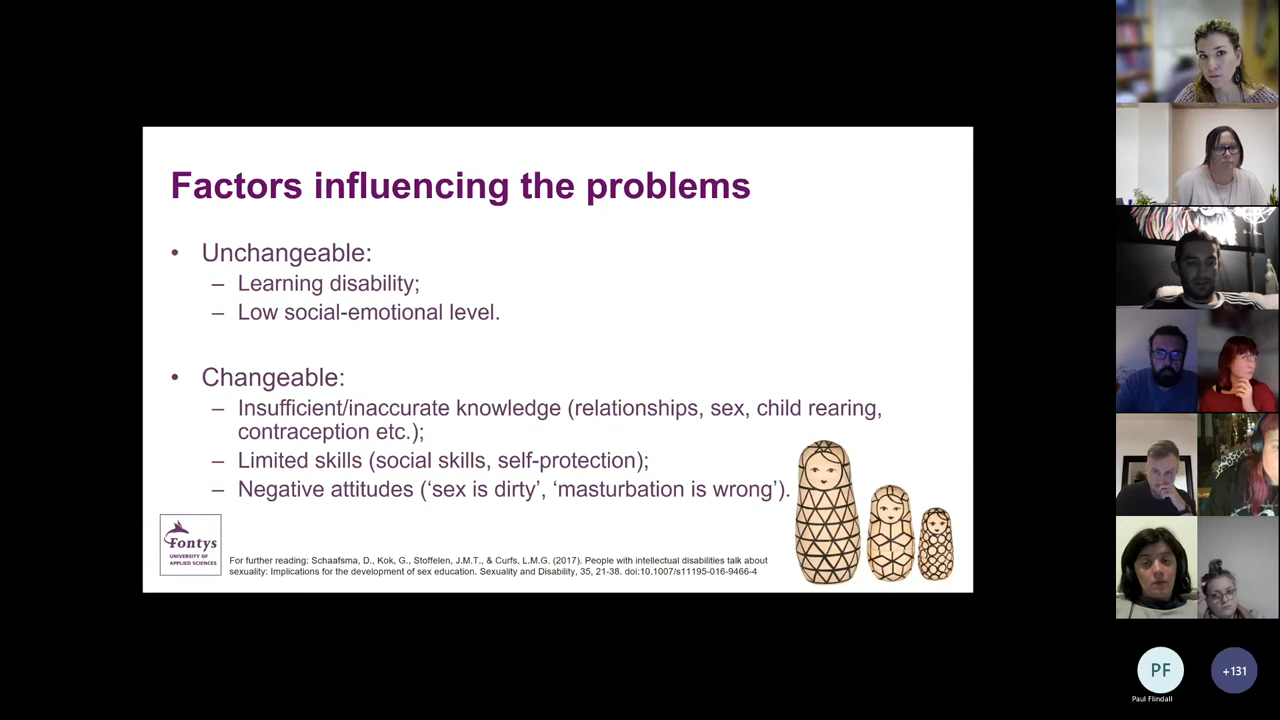 Factors influencing the problems
• Unchangeable:
– Learning disability;
– Low social-emotional level.
• Changeable:
– Insufficient/inaccurate knowledge (relationships, sex, child rearing,
contraception etc.);
– Limited skills (social skills, self-protection);
– Negative attitudes (‘sex is dirty’, ‘masturbation is wrong’).
Fontys
UNIVERSITY OF
APPLIED SCIENCES
For further reading: Schaafsma, D., Kok, G., Stoffelen, J.M.T., & Curfs, L.M.G. (2017). People with intellectual disabilities talk about
sexuality: Implications for the development of sex education. Sexuality and Disability, 35, 21-38. doi:10.1007/s11195-016-9466-4
PF
+131
Paul Flindall